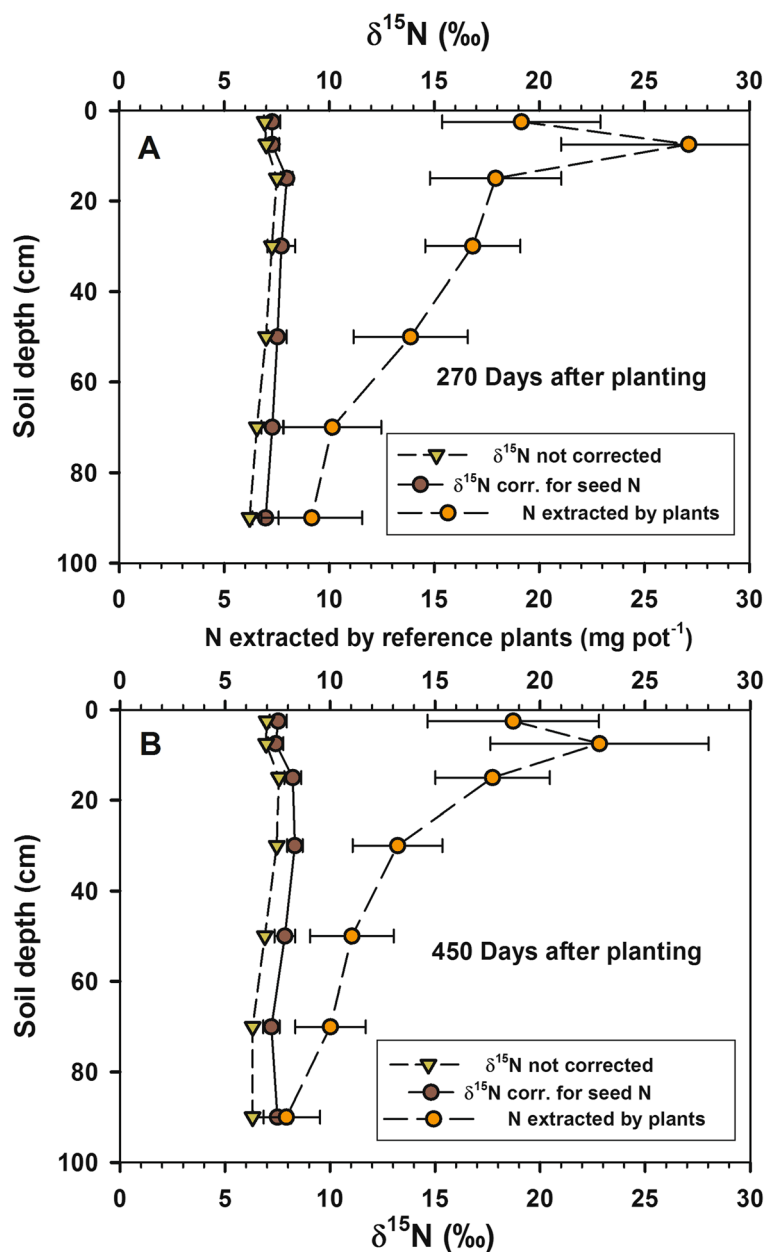 δ¹⁵N (‰)
0 5 10 15 20 25 30
A
0
20
40
60
80
100
Soil depth (cm)
270 Days after planting
δ¹⁵N not corrected
δ¹⁵N corr. for seed N
N extracted by plants
0 5 10 15 20 25 30
N extracted by reference plants (mg pot⁻¹)
0 5 10 15 20 25 30
B
0
20
40
60
80
100
Soil depth (cm)
450 Days after planting
δ¹⁵N not corrected
δ¹⁵N corr. for seed N
N extracted by plants
0 5 10 15 20 25 30
δ¹⁵N (‰)